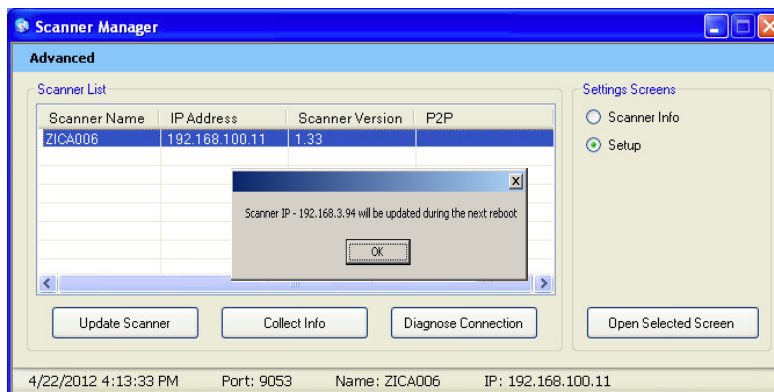 Scanner Manager
Advanced
Scanner List
Scanner Name IP Address Scanner Version P2P
ZICA006 192.168.100.11 1.33
Scanner IP - 192.168.3.94 will be updated during the next reboot
OK
Update Scanner Collect Info Diagnose Connection
Settings Screens
Scanner Info
Setup
Open Selected Screen
4/22/2012 4:13:33 PM Port: 9053 Name: ZICA006 IP: 192.168.100.11